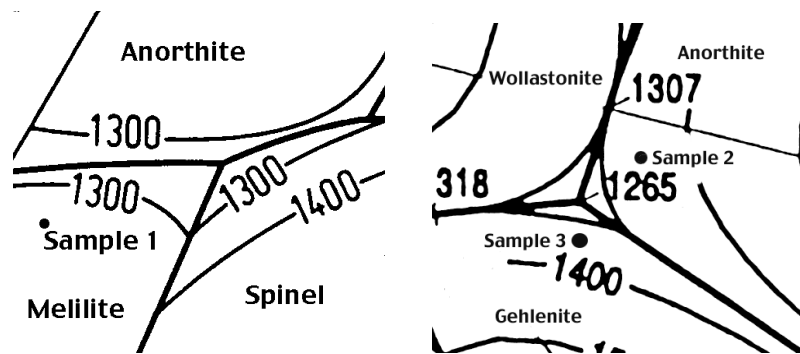 Anorthite
1300
1300
1300
1400
Sample 1
Melilite
Spinel
Anorthite
Wollastonite
1307
Sample 2
318
1265
Sample 3
1400
Gehlenite